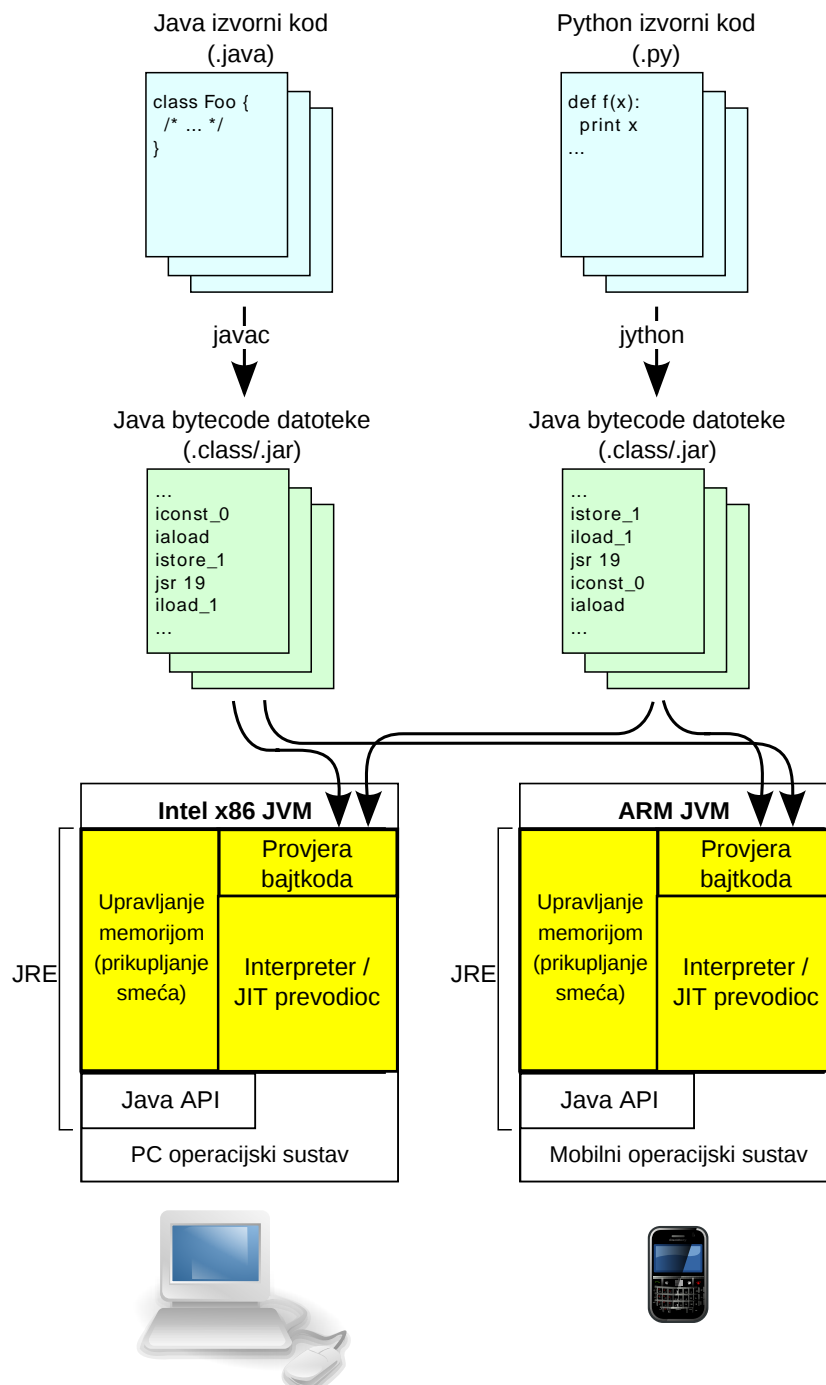 Java izvorni kod
(.java)
class Foo {
/* ... */
}
javac
Java bytecode datoteke
(.class/.jar)
...
iconst_0
iaload
istore_1
jsr 19
iload_1
...
Python izvorni kod
(.py)
def f(x):
print x
...
jython
Java bytecode datoteke
(.class/.jar)
...
istore_1
iload_1
jsr 19
iconst_0
iaload
...
Intel x86 JVM
JRE
Upravljanje
memorijom
(prikupljanje
smeća)
Provjera
bajtkoda
Interpreter /
JIT prevodioc
Java API
PC operacijski sustav
ARM JVM
JRE
Upravljanje
memorijom
(prikupljanje
smeća)
Provjera
bajtkoda
Interpreter /
JIT prevodioc
Java API
Mobilni operacijski sustav